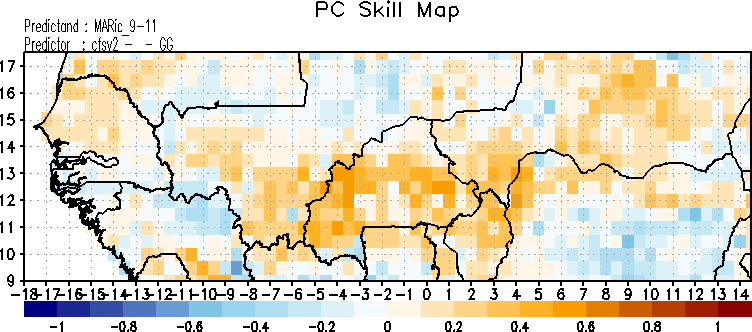 PC Skill Map
Predictand : MARic_9-11
Predictor : cfsv2 - - GG
17
16
15
14
13
12
11
10
9
-18-17-16-15-14-13-12-11-10-9 -8 -7 -6 -5 -4 -3 -2 -1 0 1 2 3 4 5 6 7 8 9 10 11 12 13 14
-1 -0.8 -0.6 -0.4 -0.2 0 0.2 0.4 0.6 0.8 1